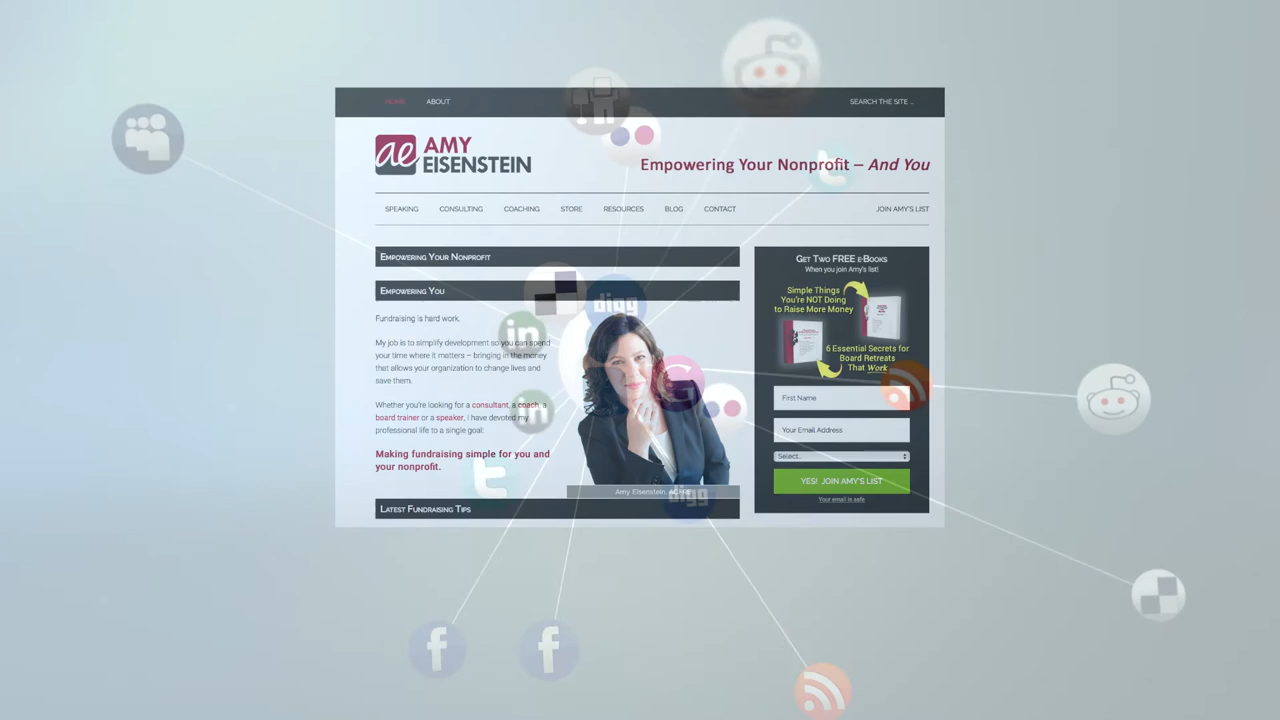 HOME
ABOUT
SEARCH THE SITE ...
ae AMY
EISENSTEIN
Empowering Your Nonprofit – And You
SPEAKING
CONSULTING
COACHING
STORE
RESOURCES
BLOG
CONTACT
JOIN AMY'S LIST
EMPOWERING YOUR NONPROFIT
EMPOWERING YOU
Fundraising is hard work.
My job is to simplify development so you can spend
your time where it matters – bringing in the money
that allows your organization to change lives and
save them.
Whether you're looking for a consultant, a coach, a
board trainer or a speaker, I have devoted my
professional life to a single goal:
Making fundraising simple for you and
your nonprofit.
Amy Eisenstein, ACFRE
LATEST FUNDRAISING TIPS
GET TWO FREE E-BOOKS
When you join Amy's list!
Simple Things
You're NOT Doing
to Raise More Money
6 Essential Secrets for
Board Retreats
That Work
First Name
Your Email Address
Select...
YES! JOIN AMY'S LIST
Your email is safe
digg
in
in
digg
t
t
f
f